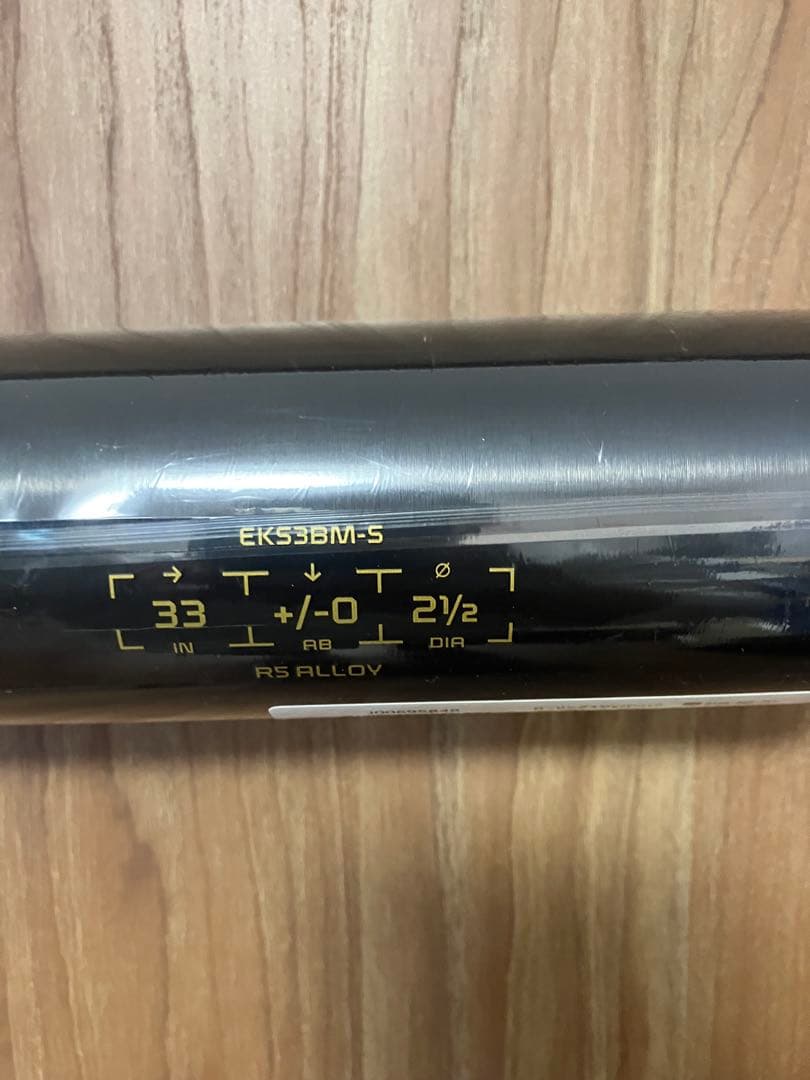 EKS3BM-S
→ ↓ Ø
33 +/-0 2½
IN AB DIA
R5 ALLOY